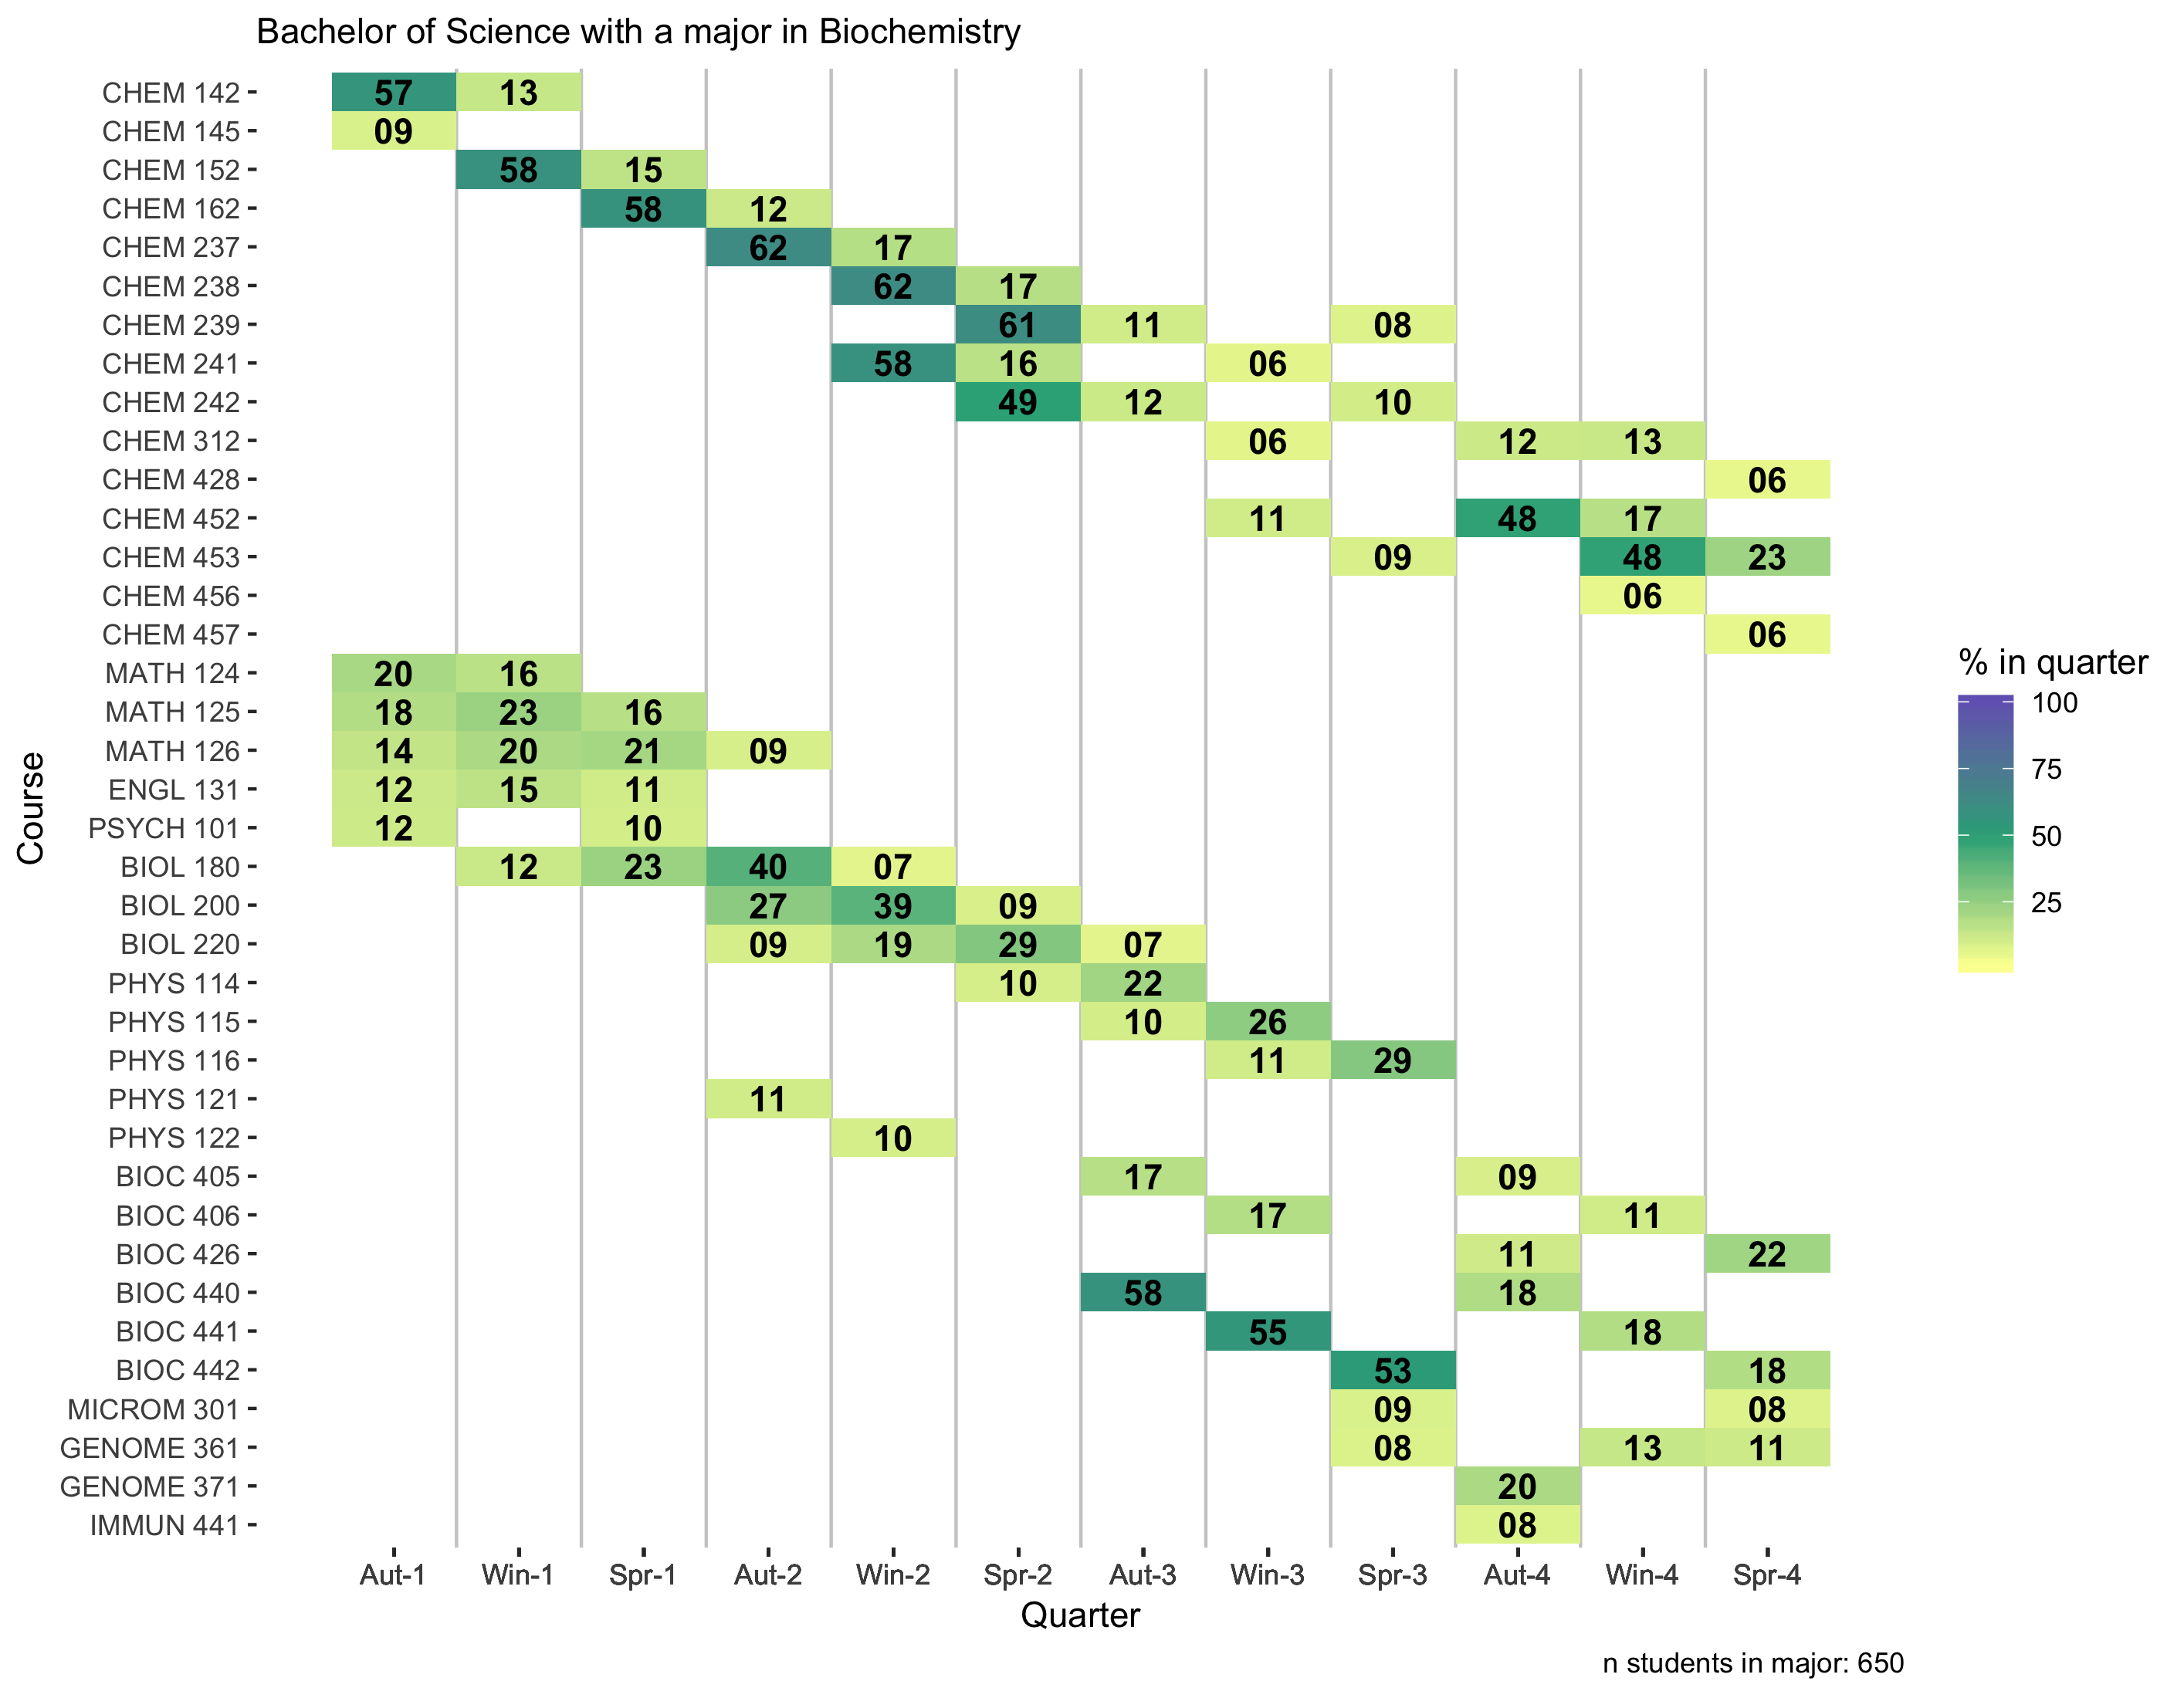 Bachelor of Science with a major in Biochemistry
CHEM 142 57 13
CHEM 145 09
CHEM 152 58 15
CHEM 162 58 12
CHEM 237 62 17
CHEM 238 62 17
CHEM 239 61 11 08
CHEM 241 58 16 06
CHEM 242 49 12 10
CHEM 312 06 12 13
CHEM 428 06
CHEM 452 11 48 17
CHEM 453 09 48 23
CHEM 456 06
CHEM 457 06
MATH 124 20 16
MATH 125 18 23 16
MATH 126 14 20 21 09
ENGL 131 12 15 11
PSYCH 101 12 10
BIOL 180 12 23 40 07
BIOL 200 27 39 09
BIOL 220 09 19 29 07
PHYS 114 10 22
PHYS 115 10 26
PHYS 116 11 29
PHYS 121 11
PHYS 122 10
BIOC 405 17 09
BIOC 406 17 11
BIOC 426 11 22
BIOC 440 58 18
BIOC 441 55 18
BIOC 442 53 18
MICROM 301 09 08
GENOME 361 08 13 11
GENOME 371 20
IMMUN 441 08
Aut-1 Win-1 Spr-1 Aut-2 Win-2 Spr-2 Aut-3 Win-3 Spr-3 Aut-4 Win-4 Spr-4
Quarter
Course
% in quarter
100
75
50
25
n students in major: 650